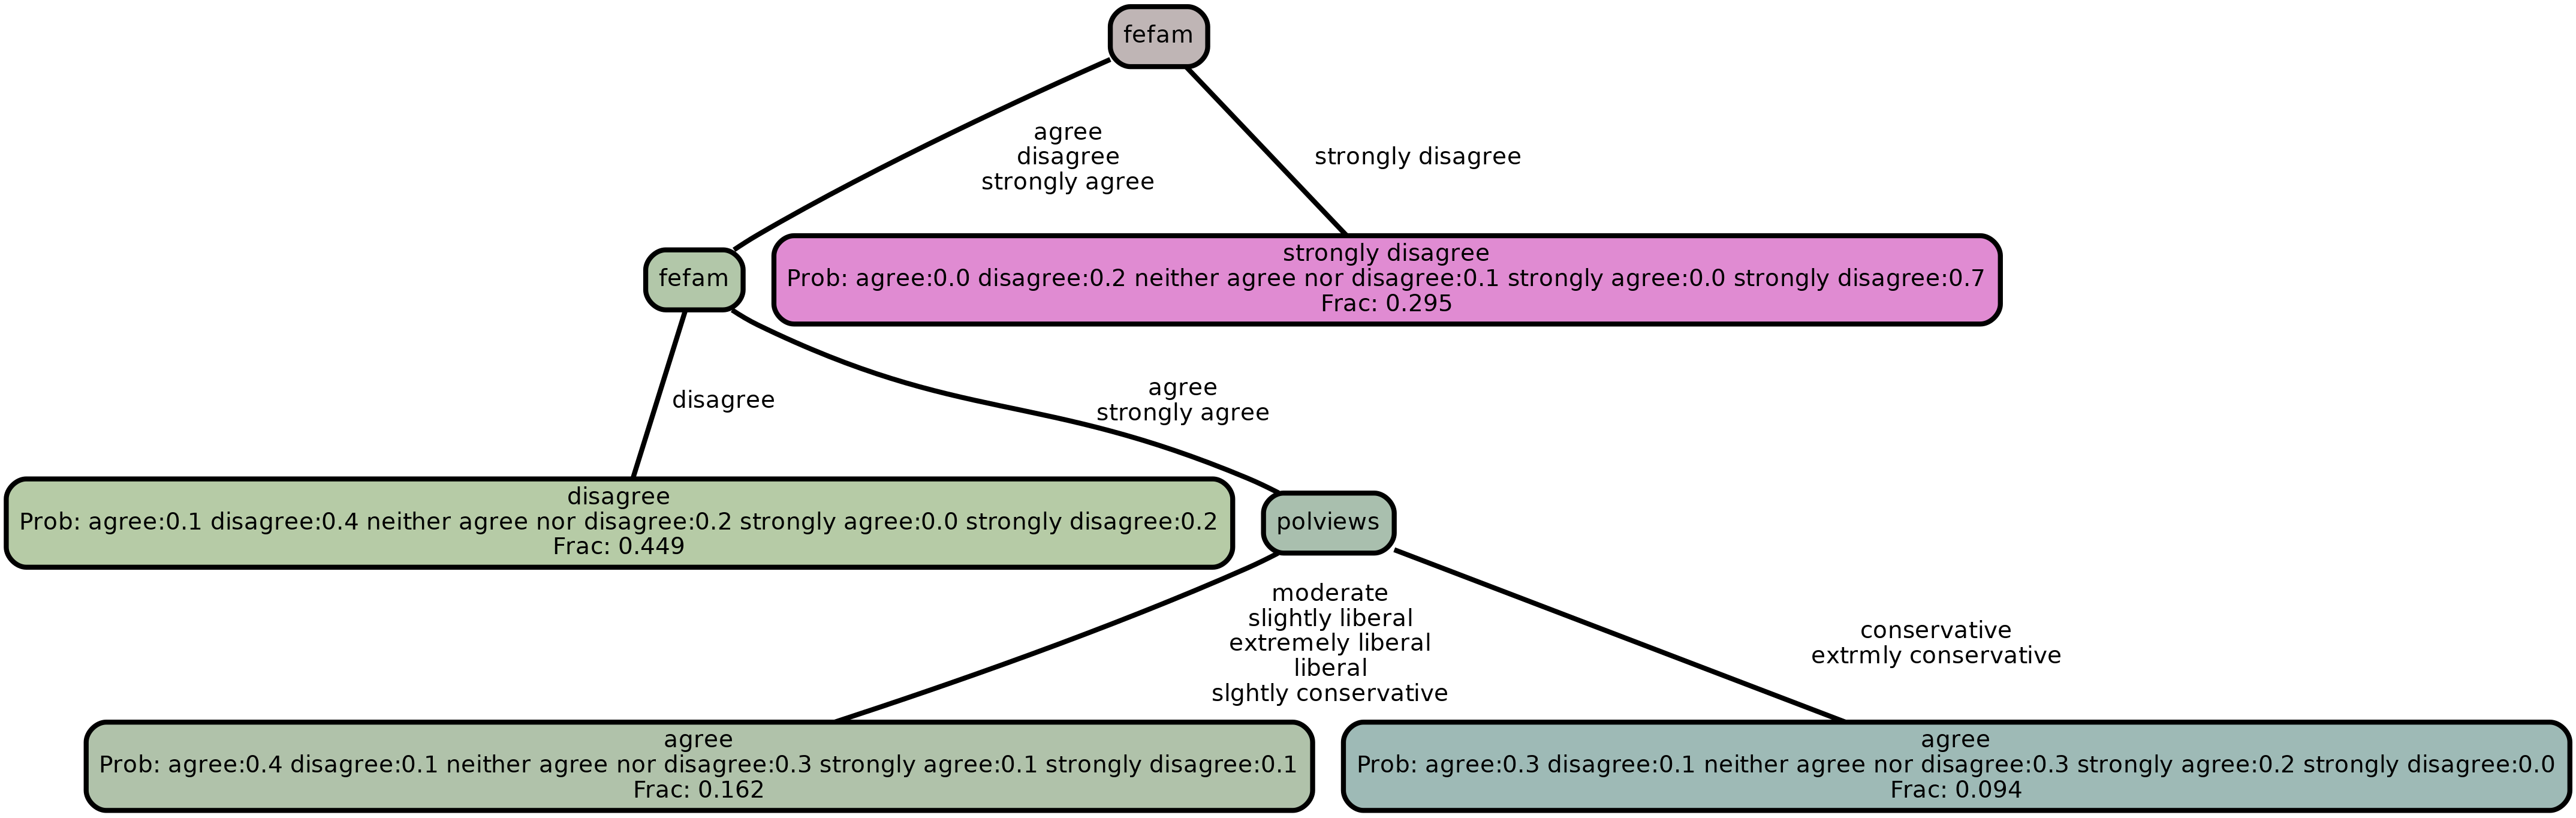 fefam
agree
disagree
strongly agree
strongly disagree
fefam
strongly disagree
Prob: agree:0.0 disagree:0.2 neither agree nor disagree:0.1 strongly agree:0.0 strongly disagree:0.7
Frac: 0.295
disagree
agree
strongly agree
disagree
Prob: agree:0.1 disagree:0.4 neither agree nor disagree:0.2 strongly agree:0.0 strongly disagree:0.2
Frac: 0.449
polviews
moderate
slightly liberal
extremely liberal
liberal
slghtly conservative
conservative
extrmly conservative
agree
Prob: agree:0.4 disagree:0.1 neither agree nor disagree:0.3 strongly agree:0.1 strongly disagree:0.1
Frac: 0.162
agree
Prob: agree:0.3 disagree:0.1 neither agree nor disagree:0.3 strongly agree:0.2 strongly disagree:0.0
Frac: 0.094